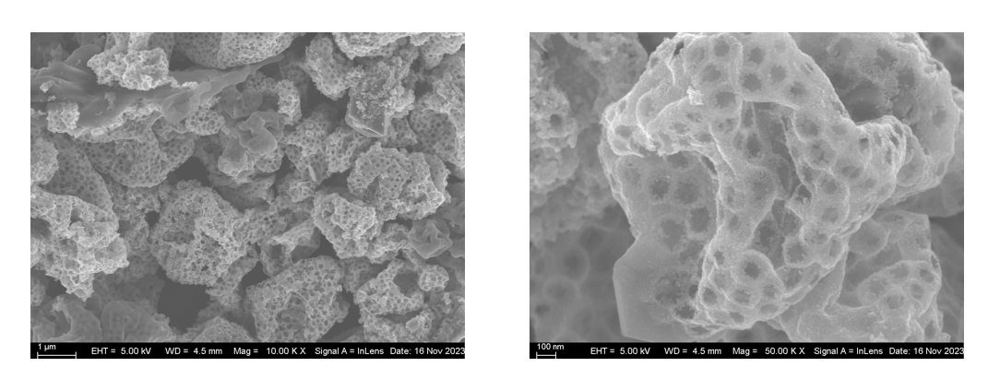 1 µm
EHT = 5.00 kV WD = 4.5 mm Mag = 10.00 K X Signal A = InLens Date: 16 Nov 2023
100 nm
EHT = 5.00 kV WD = 4.5 mm Mag = 50.00 K X Signal A = InLens Date: 16 Nov 2023